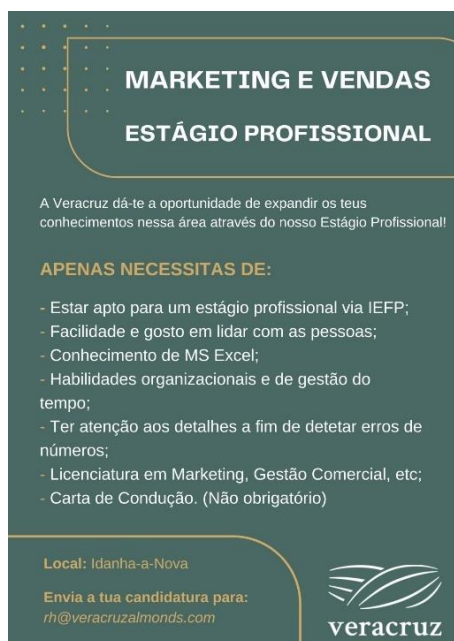 MARKETING E VENDAS
ESTÁGIO PROFISSIONAL
A Veracruz dá-te a oportunidade de expandir os teus
conhecimentos nessa área através do nosso Estágio Profissional!
APENAS NECESSITAS DE:
- Estar apto para um estágio profissional via IEFP;
- Facilidade e gosto em lidar com as pessoas;
- Conhecimento de MS Excel;
- Habilidades organizacionais e de gestão do
tempo;
- Ter atenção aos detalhes a fim de detetar erros de
números;
- Licenciatura em Marketing, Gestão Comercial, etc;
- Carta de Condução. (Não obrigatório)
Local: Idanha-a-Nova
Envia a tua candidatura para:
rh@veracruzalmonds.com
veracruz